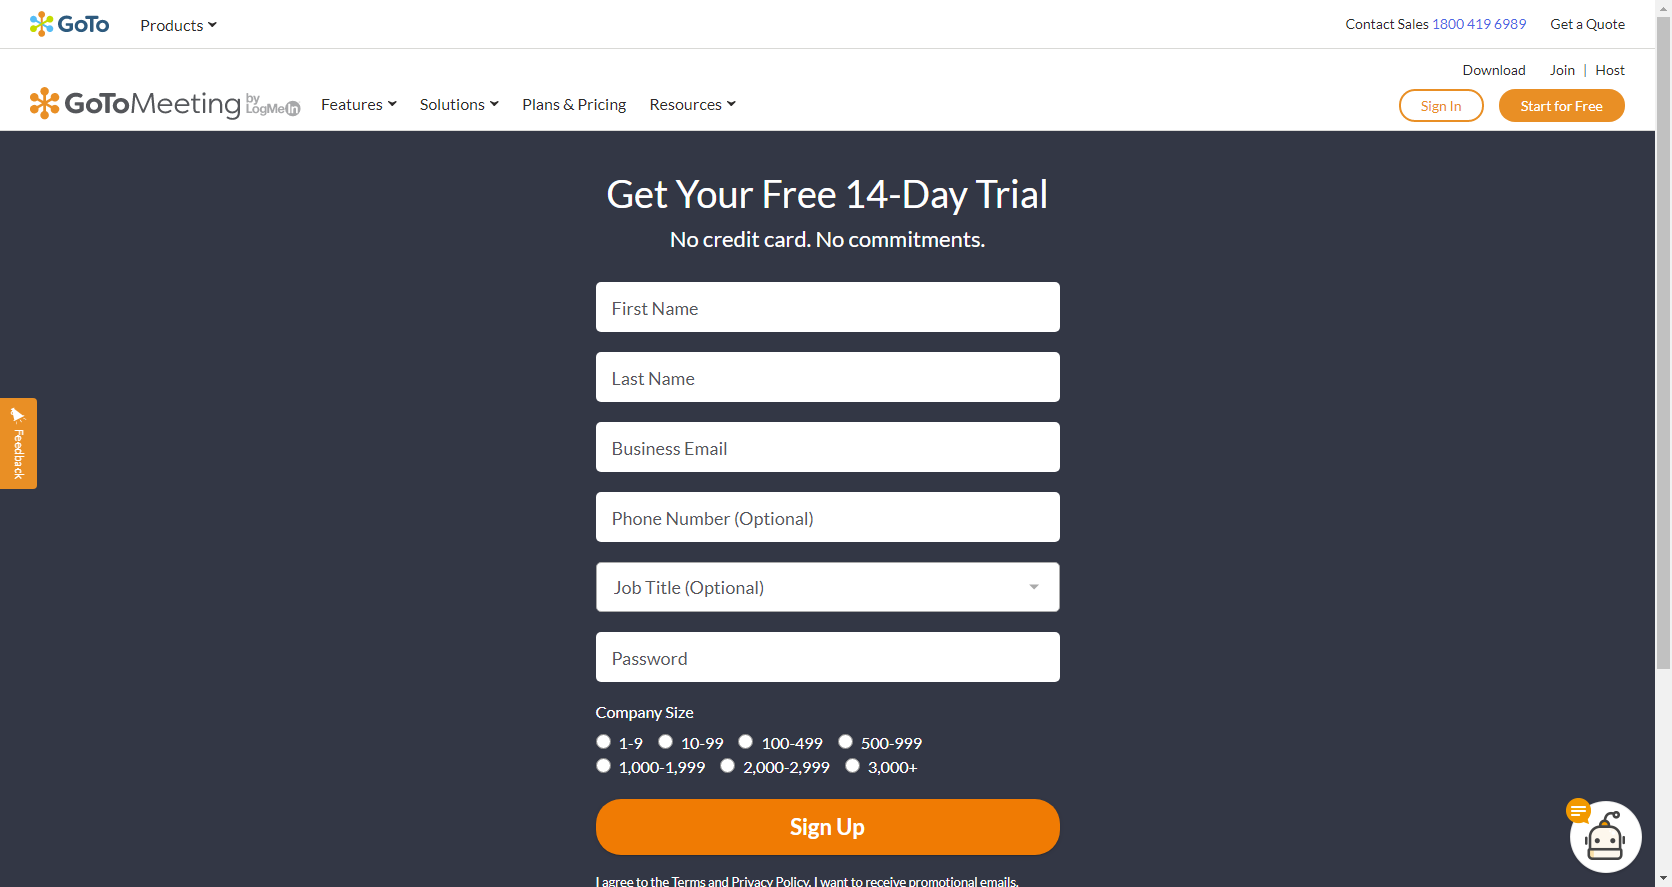 GoTo Products Contact Sales 1800 419 6989 Get a Quote
Download Join | Host
GoToMeeting by LogMeIn Features Solutions Plans & Pricing Resources Sign In Start for Free
Get Your Free 14-Day Trial
No credit card. No commitments.
First Name
Last Name
Business Email
Feedback
Phone Number (Optional)
Job Title (Optional)
Password
Company Size
1-9 10-99 100-499 500-999
1,000-1,999 2,000-2,999 3,000+
Sign Up
I agree to the Terms and Privacy Policy. I want to receive promotional emails.